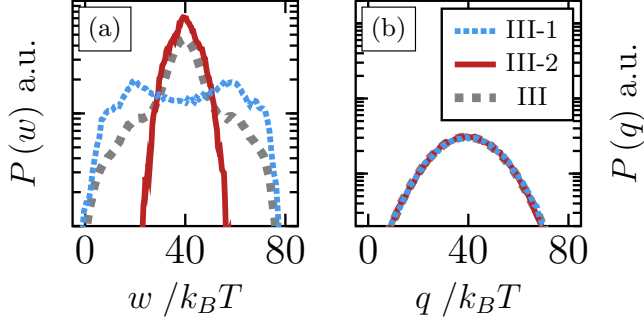 (a)
P (w) a.u.
0 40 80
w /k_BT
(b)
III-1
III-2
III
P (q) a.u.
0 40 80
q /k_BT